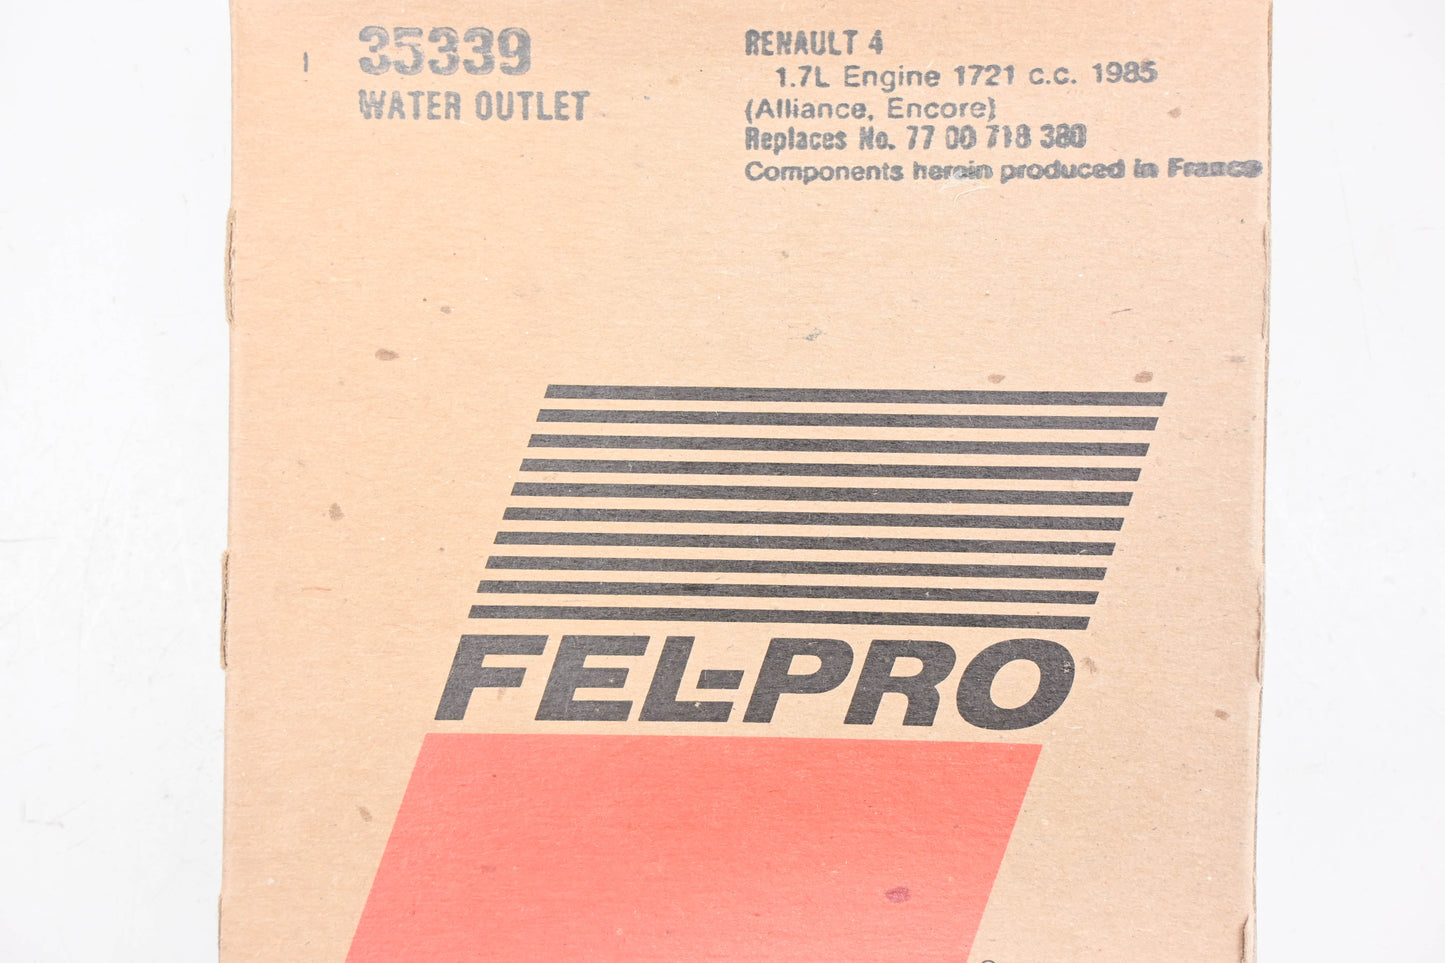 35339
WATER OUTLET
RENAULT 4
1.7L Engine 1721 c.c. 1985
(Alliance, Encore)
Replaces No. 77 00 718 380
Components herein produced in France
FEL-PRO